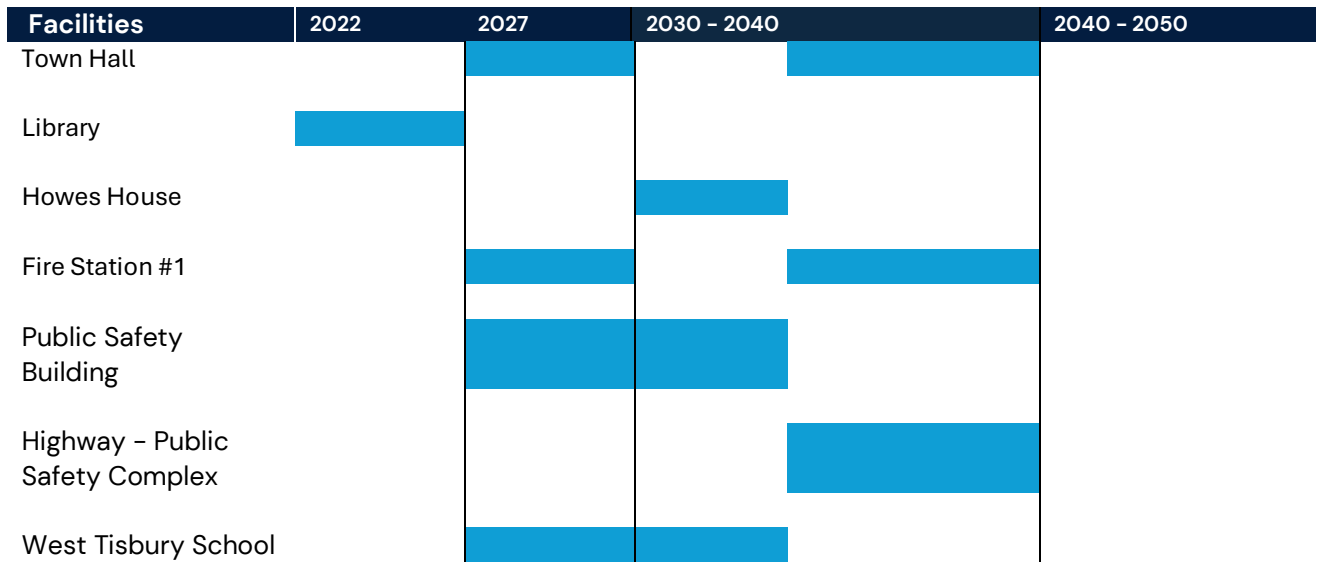 Facilities 2022 2027 2030 - 2040 2040 - 2050
Town Hall
Library
Howes House
Fire Station #1
Public Safety
Building
Highway - Public
Safety Complex
West Tisbury School